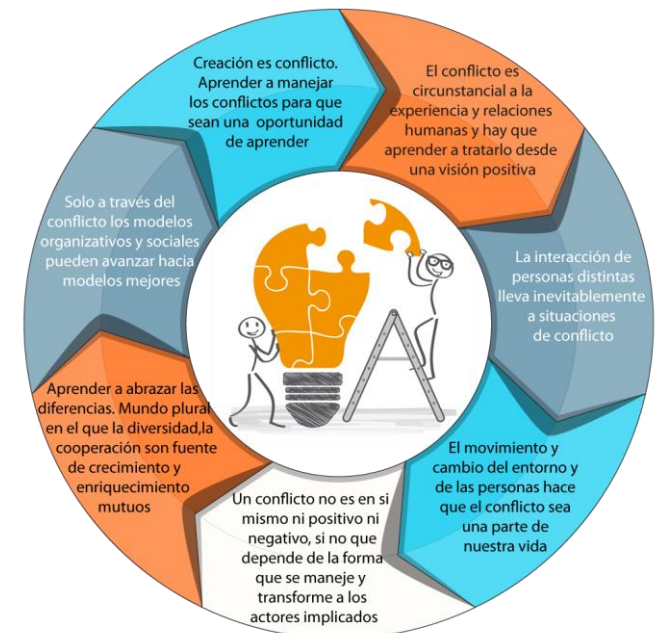 Creación es conflicto.
Aprender a manejar
los conflictos para que
sean una oportunidad
de aprender
El conflicto es
circunstancial a la
experiencia y relaciones
humanas y hay que
aprender a tratarlo desde
una visión positiva
La interacción de
personas distintas
lleva inevitablemente
a situaciones
de conflicto
El movimiento y
cambio del entorno y
de las personas hace
que el conflicto sea
una parte de
nuestra vida
Un conflicto no es en si
mismo ni positivo ni
negativo, si no que
depende de la forma
que se maneje y
transforme a los
actores implicados
Aprender a abrazar las
diferencias. Mundo plural
en el que la diversidad,la
cooperación son fuente
de crecimiento y
enriquecimiento
mutuos
Solo a través del
conflicto los modelos
organizativos y sociales
pueden avanzar hacia
modelos mejores